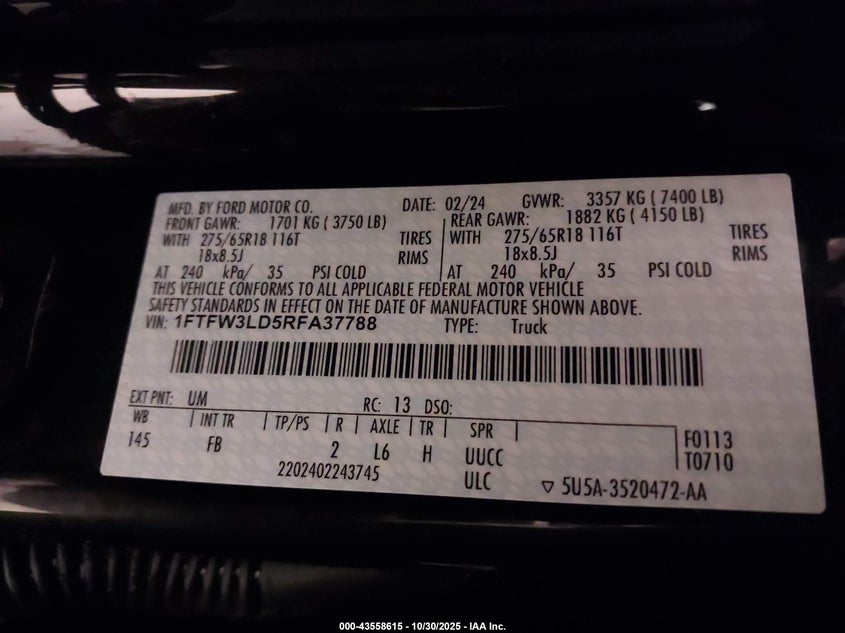 MFD. BY FORD MOTOR CO. DATE: 02/24 GVWR: 3357 KG ( 7400 LB)
FRONT GAWR: 1701 KG ( 3750 LB) REAR GAWR: 1882 KG ( 4150 LB)
WITH 275/65R18 116T TIRES WITH 275/65R18 116T TIRES
18x8.5J RIMS 18x8.5J RIMS
AT 240 kPa/ 35 PSI COLD AT 240 kPa/ 35 PSI COLD
THIS VEHICLE CONFORMS TO ALL APPLICABLE FEDERAL MOTOR VEHICLE
SAFETY STANDARDS IN EFFECT ON THE DATE OF MANUFACTURE SHOWN ABOVE.
VIN: 1FTFW3LD5RFA37788 TYPE: Truck
EXT PNT: UM RC: 13 DSO:
WB INT TR TP/PS R AXLE TR SPR
145 FB 2 L6 H UUCC F0113
T0710
2202402243745 ULC ▽ 5U5A-3520472-AA
000-43558615 - 10/30/2025 - IAA Inc.